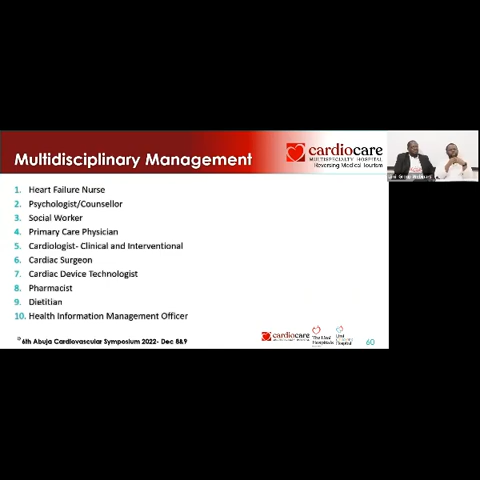 Multidisciplinary Management
cardiocare
MULTISPECIALTY HOSPITAL
Reversing Medical Tourism
1. Heart Failure Nurse
2. Psychologist/Counsellor
3. Social Worker
4. Primary Care Physician
5. Cardiologist- Clinical and Interventional
6. Cardiac Surgeon
7. Cardiac Device Technologist
8. Pharmacist
9. Dietitian
10. Health Information Management Officer
6th Abuja Cardiovascular Symposium 2022- Dec 8&9
cardiocare
60